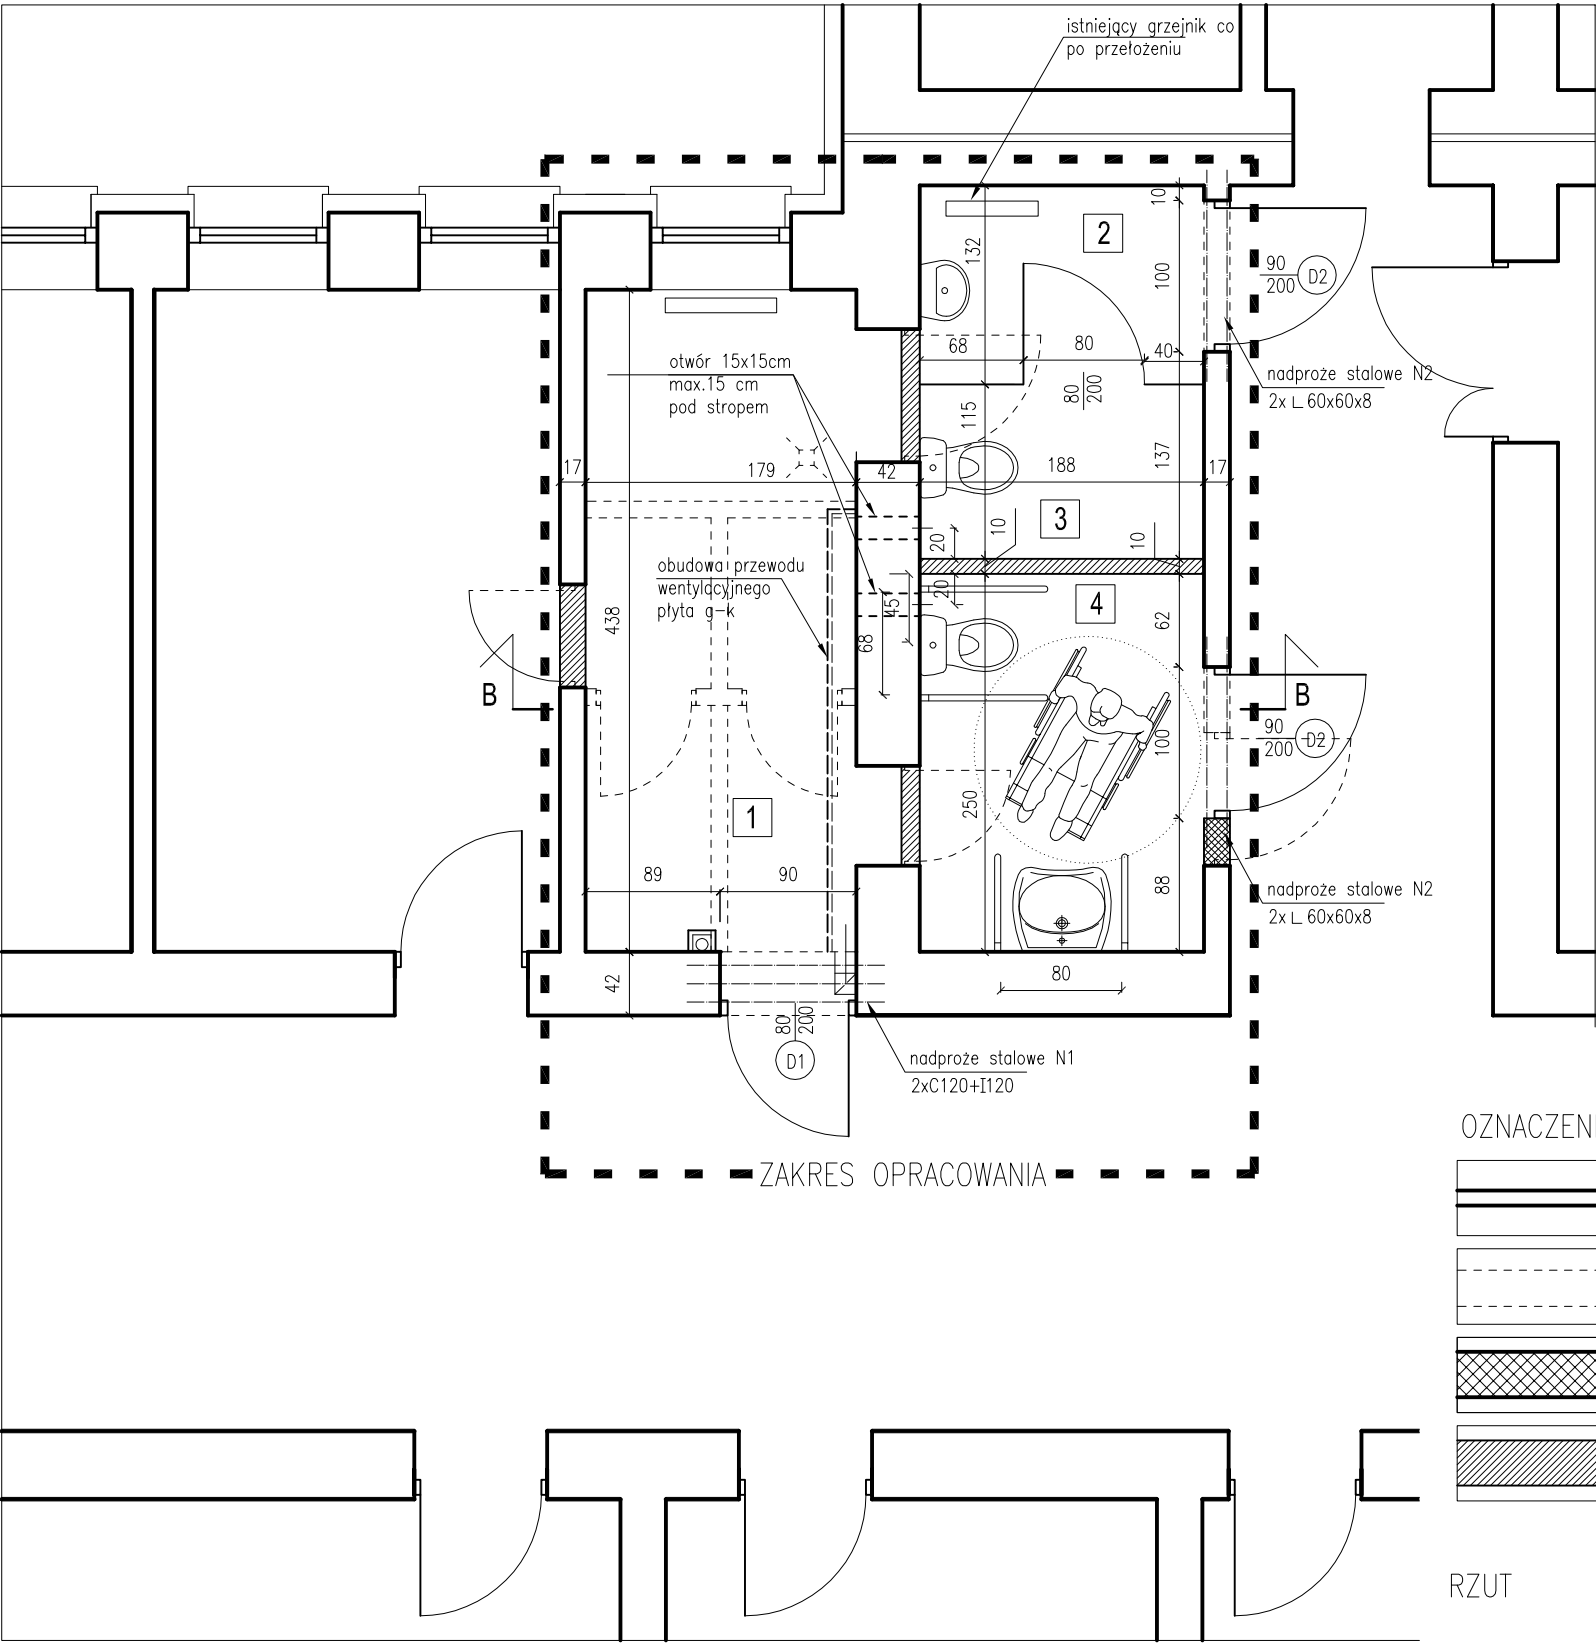 istniejący grzejnik co
po przełożeniu
10
2
132
100
90
200
D2
68
80
40
nadproże stalowe N2
2x L 60x60x8
otwór 15x15cm
max.15 cm
pod stropem
80
200
115
137
17
179
42
188
17
3
10
10
20
obudowa przewodu
wentylacyjnego
płyta g-k
438
20
45
4
62
68
B
B
90
200
D2
100
250
1
89
90
88
nadproże stalowe N2
2x L 60x60x8
42
80
80
200
D1
nadproże stalowe N1
2xC120+I120
OZNACZEN
ZAKRES OPRACOWANIA
RZUT